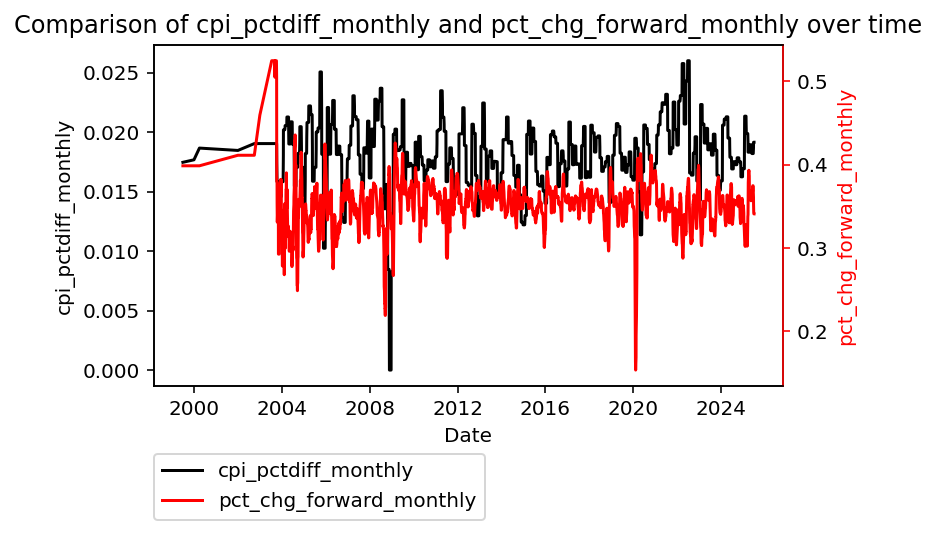 Comparison of cpi_pctdiff_monthly and pct_chg_forward_monthly over time
cpi_pctdiff_monthly
0.025
0.020
0.015
0.010
0.005
0.000
0.5
0.4
0.3
0.2
pct_chg_forward_monthly
2000 2004 2008 2012 2016 2020 2024
Date
cpi_pctdiff_monthly
pct_chg_forward_monthly